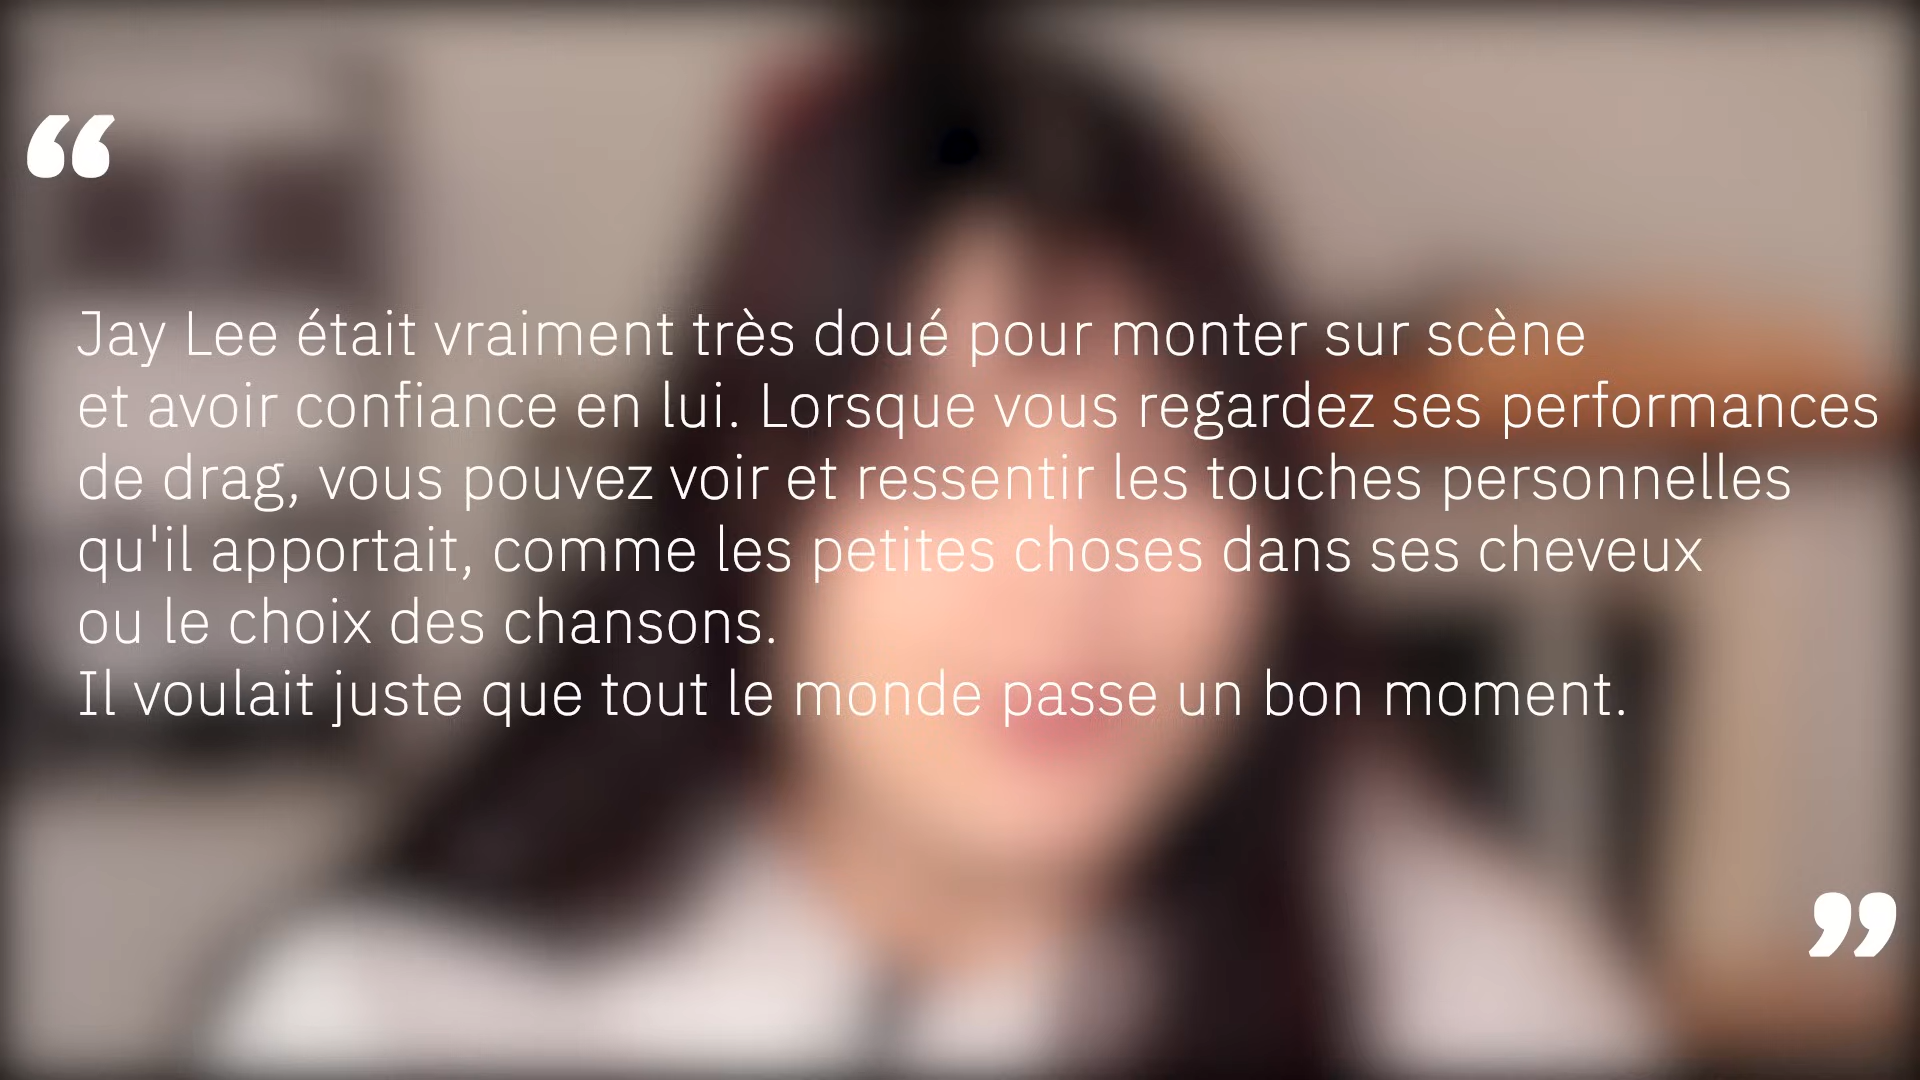 “
Jay Lee était vraiment très doué pour monter sur scène
et avoir confiance en lui. Lorsque vous regardez ses performances
de drag, vous pouvez voir et ressentir les touches personnelles
qu'il apportait, comme les petites choses dans ses cheveux
ou le choix des chansons.
Il voulait juste que tout le monde passe un bon moment.
”